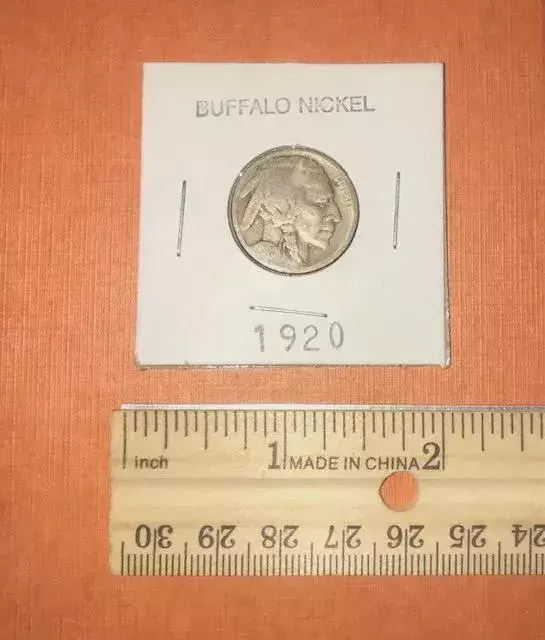 BUFFALO NICKEL
1920
inch 1 MADE IN CHINA 2
30 29 28 27 26 25 24